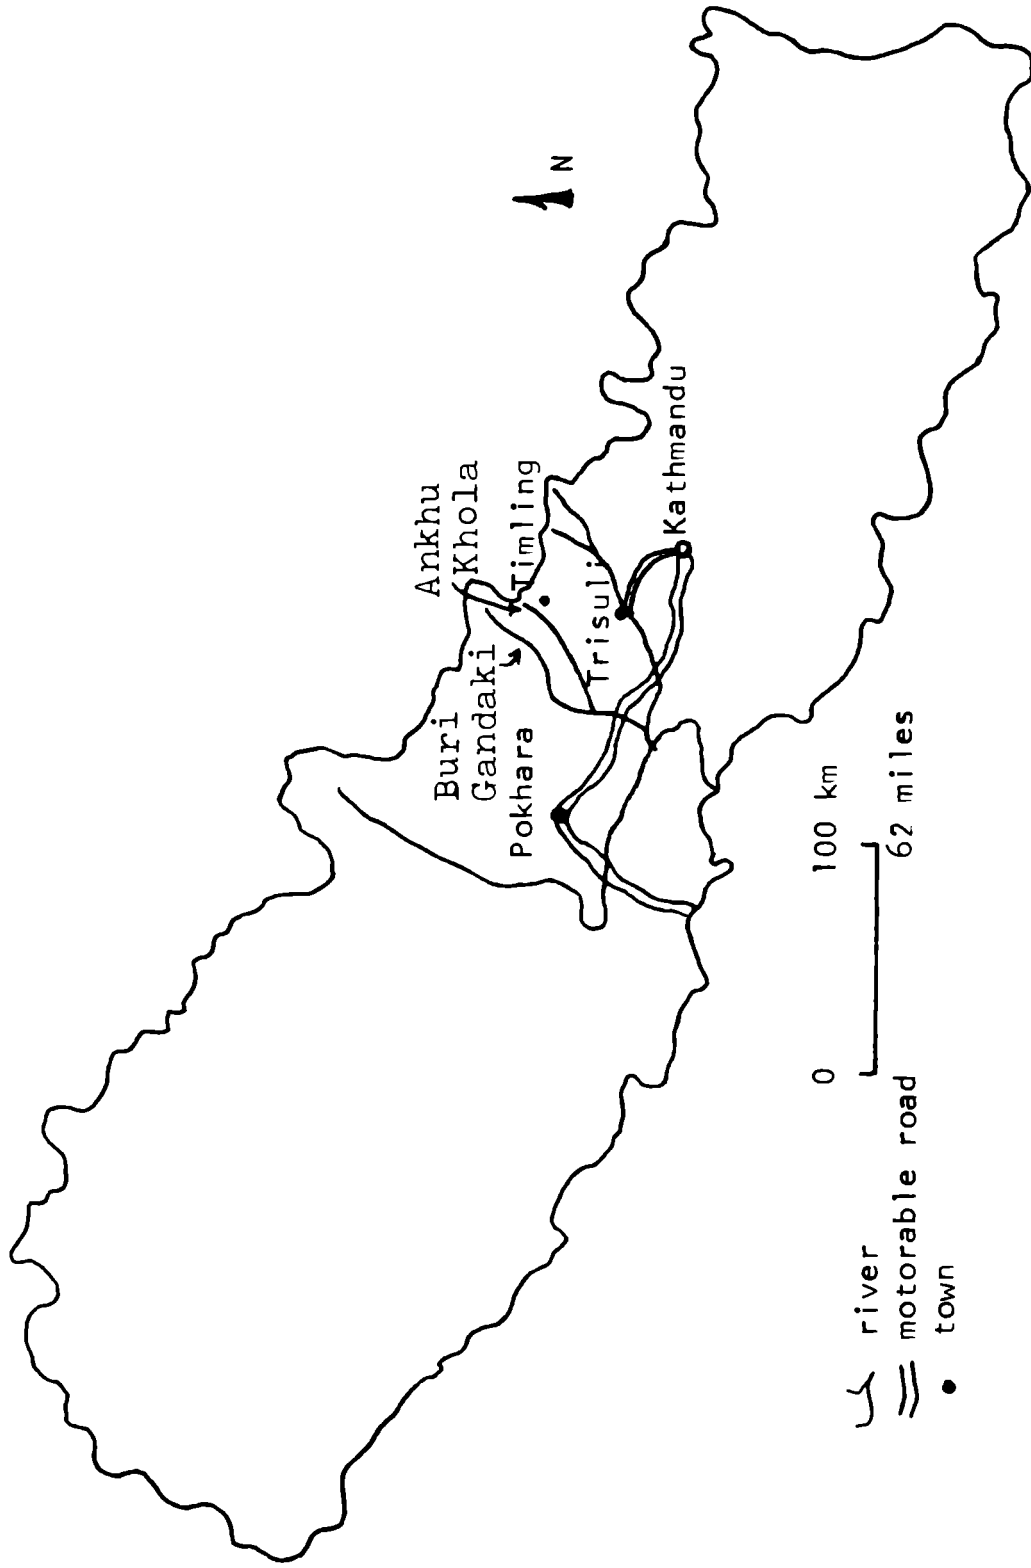 N
Ankhu
Khola
Timling
Buri
Gandaki
Pokhara
Trisuli
Kathmandu
0 100 km
62 miles
river
motorable road
town